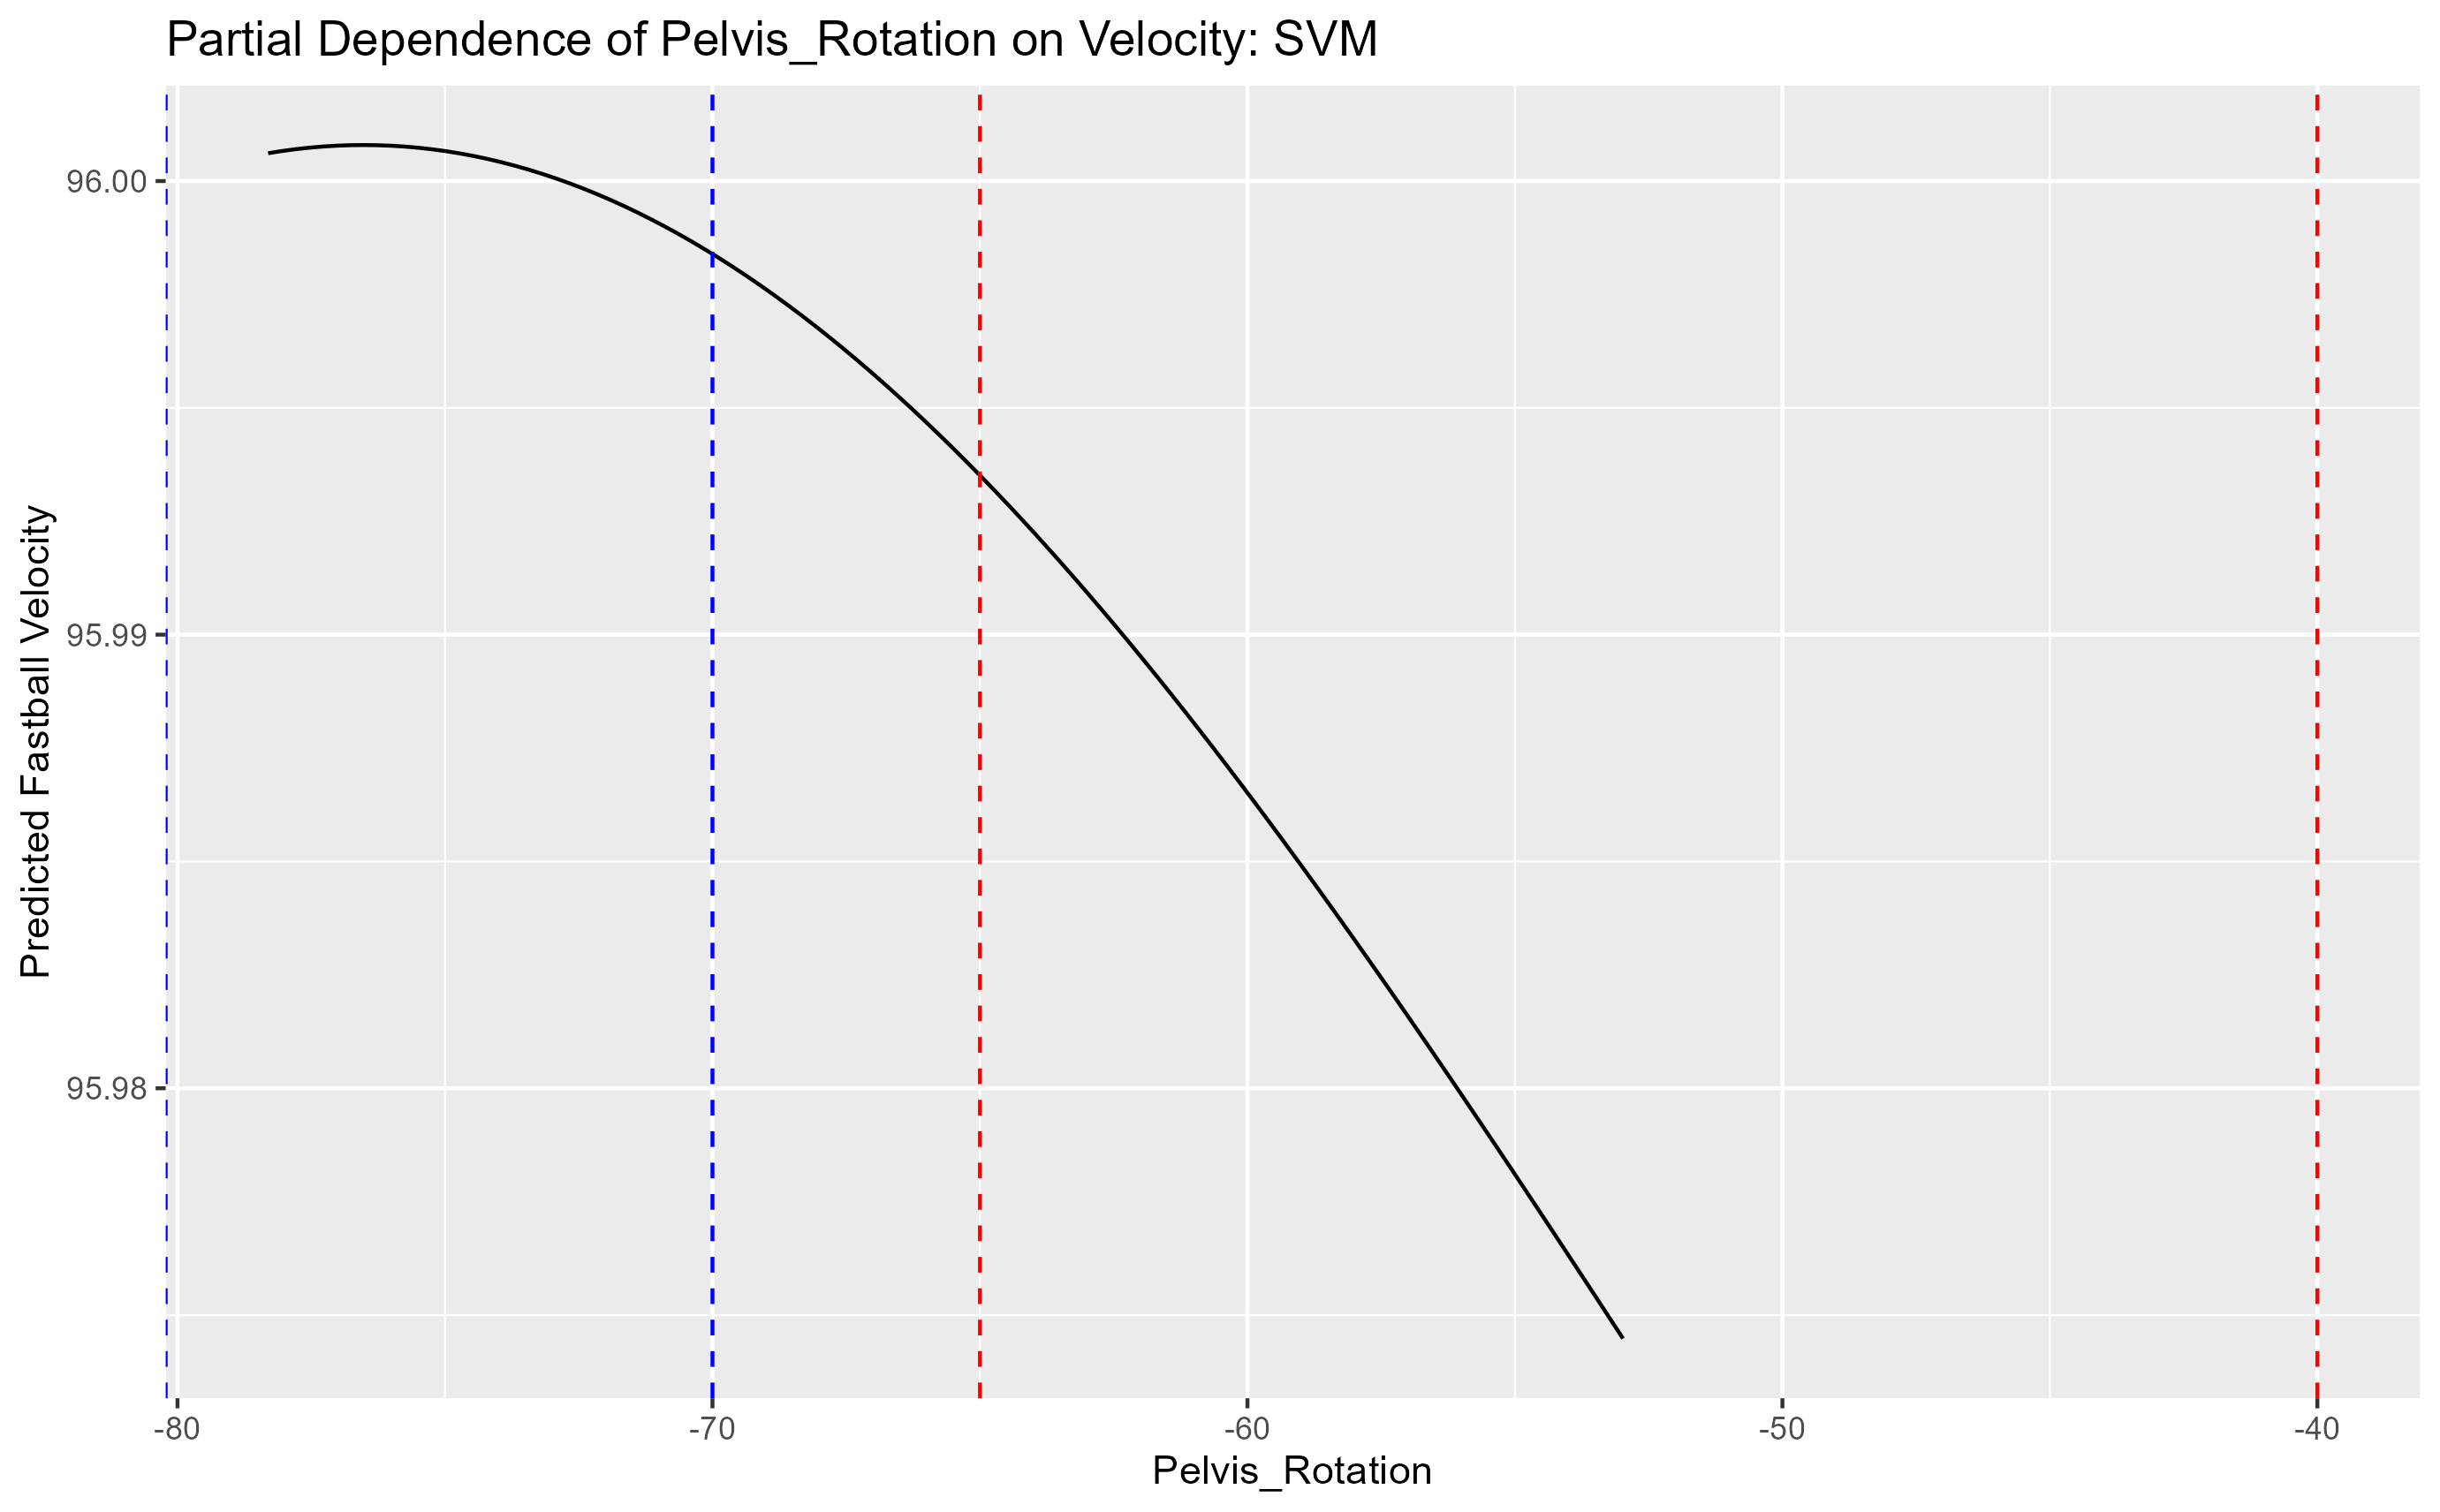 Partial Dependence of Pelvis_Rotation on Velocity: SVM
Predicted Fastball Velocity
96.00
95.99
95.98
-80
-70
-60
-50
-40
Pelvis_Rotation